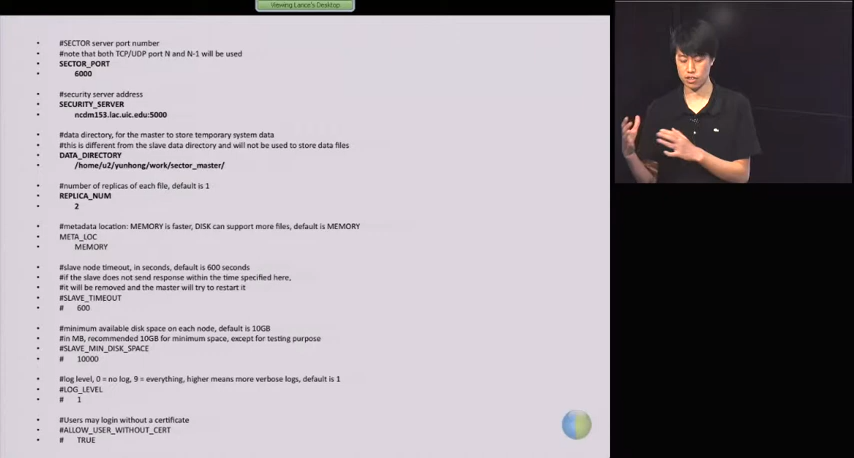 Viewing Lance's Desktop
• #SECTOR server port number
• #note that both TCP/UDP port N and N-1 will be used
• SECTOR_PORT
• 6000
• #security server address
• SECURITY_SERVER
• ncdm153.lac.uic.edu:5000
• #data directory, for the master to store temporary system data
• #this is different from the slave data directory and will not be used to store data files
• DATA_DIRECTORY
• /home/u2/yunhong/work/sector_master/
• #number of replicas of each file, default is 1
• REPLICA_NUM
• 2
• #metadata location: MEMORY is faster, DISK can support more files, default is MEMORY
• META_LOC
• MEMORY
• #slave node timeout, in seconds, default is 600 seconds
• #if the slave does not send response within the time specified here,
• #it will be removed and the master will try to restart it
• #SLAVE_TIMEOUT
• # 600
• #minimum available disk space on each node, default is 10GB
• #in MB, recommended 10GB for minimum space, except for testing purpose
• #SLAVE_MIN_DISK_SPACE
• # 10000
• #log level, 0 = no log, 9 = everything, higher means more verbose logs, default is 1
• #LOG_LEVEL
• # 1
• #Users may login without a certificate
• #ALLOW_USER_WITHOUT_CERT
• # TRUE